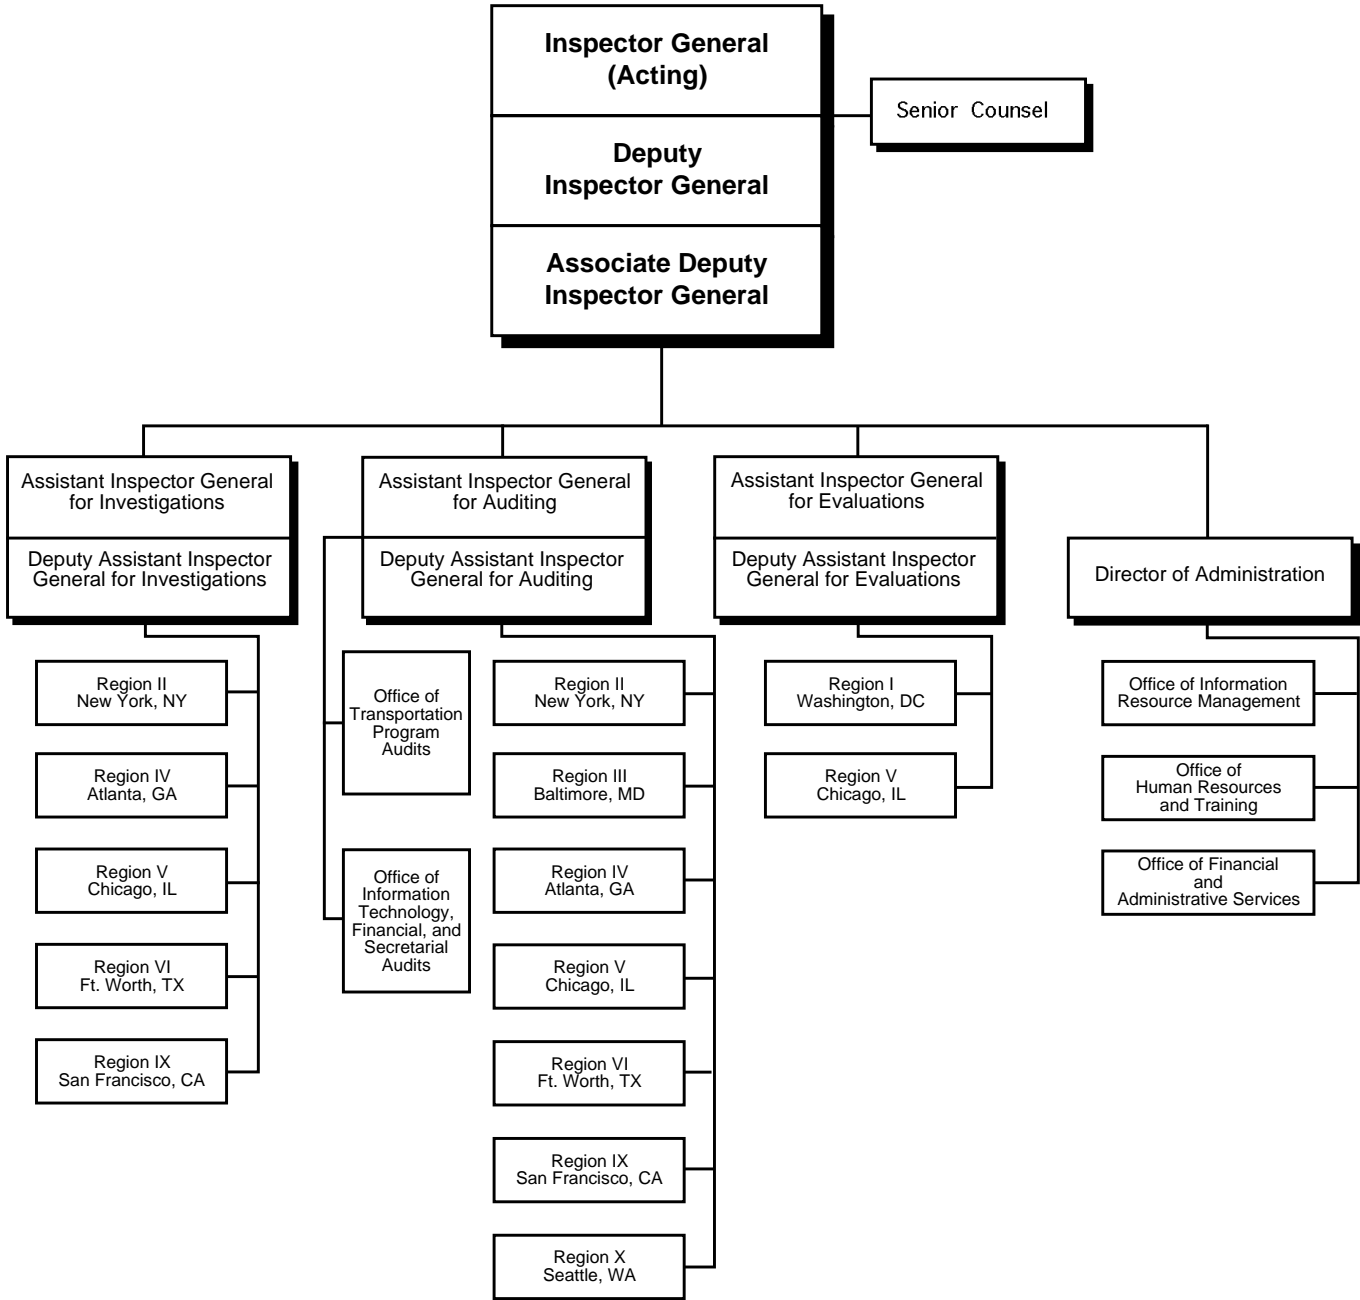 Inspector General
(Acting)
Senior Counsel
Deputy
Inspector General
Associate Deputy
Inspector General
Assistant Inspector General
for Investigations
Deputy Assistant Inspector
General for Investigations
Region II
New York, NY
Region IV
Atlanta, GA
Region V
Chicago, IL
Region VI
Ft. Worth, TX
Region IX
San Francisco, CA
Assistant Inspector General
for Auditing
Deputy Assistant Inspector
General for Auditing
Office of
Transportation
Program
Audits
Office of
Information
Technology,
Financial, and
Secretarial
Audits
Region II
New York, NY
Region III
Baltimore, MD
Region IV
Atlanta, GA
Region V
Chicago, IL
Region VI
Ft. Worth, TX
Region IX
San Francisco, CA
Region X
Seattle, WA
Assistant Inspector General
for Evaluations
Deputy Assistant Inspector
General for Evaluations
Region I
Washington, DC
Region V
Chicago, IL
Director of Administration
Office of Information
Resource Management
Office of
Human Resources
and Training
Office of Financial
and
Administrative Services